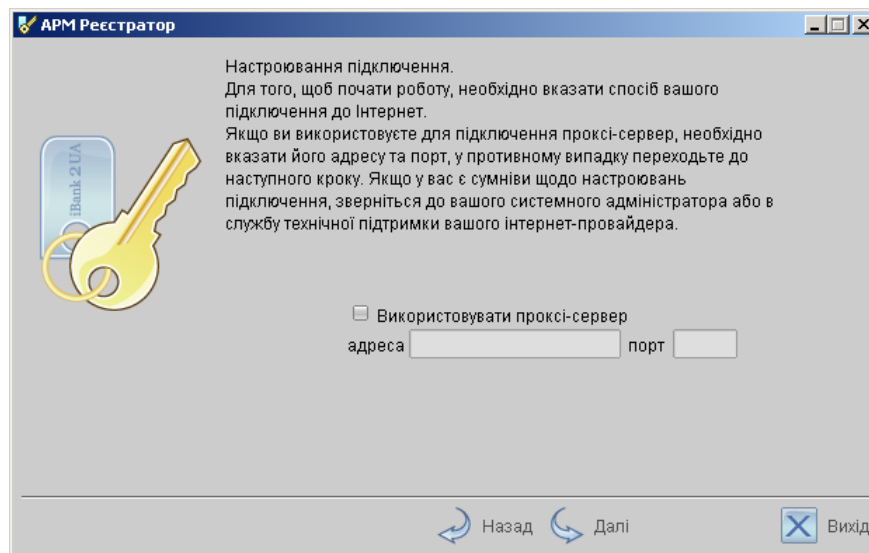 АРМ Реєстратор
Настроювання підключення.
Для того, щоб почати роботу, необхідно вказати спосіб вашого
підключення до Інтернет.
Якщо ви використовуєте для підключення проксі-сервер, необхідно
вказати його адресу та порт, у противному випадку переходьте до
наступного кроку. Якщо у вас є сумніви щодо настроювань
підключення, зверніться до вашого системного адміністратора або в
службу технічної підтримки вашого інтернет-провайдера.
iBank 2 UA
Використовувати проксі-сервер
адреса порт
Назад Далі Вихід